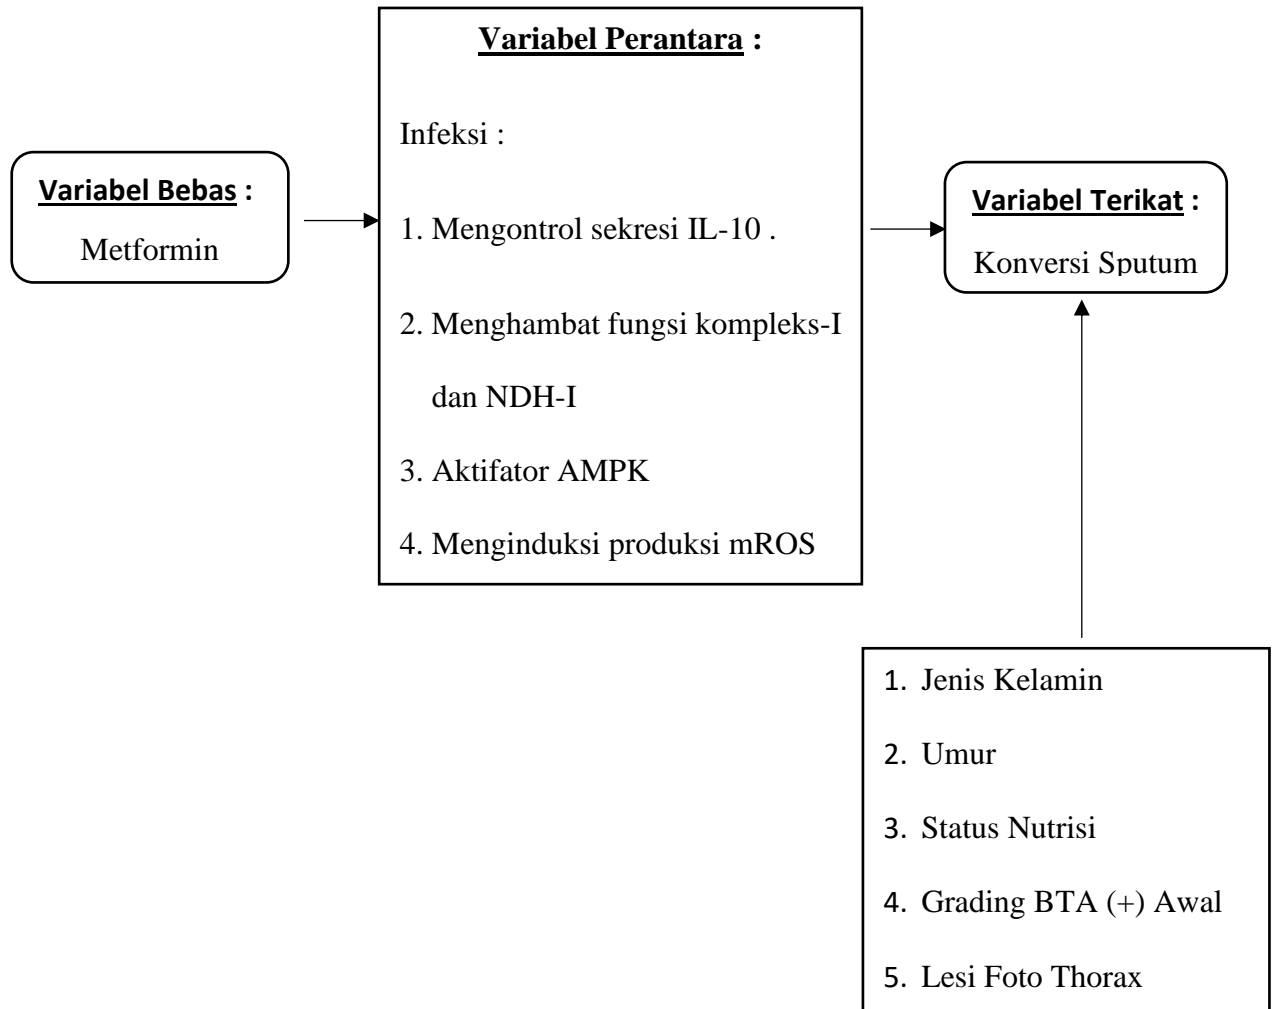 Variabel Perantara :
Infeksi :
1. Mengontrol sekresi IL-10 .
2. Menghambat fungsi kompleks-I
dan NDH-I
3. Aktifator AMPK
4. Menginduksi produksi mROS
Variabel Bebas :
Metformin
Variabel Terikat :
Konversi Sputum
1. Jenis Kelamin
2. Umur
3. Status Nutrisi
4. Grading BTA (+) Awal
5. Lesi Foto Thorax